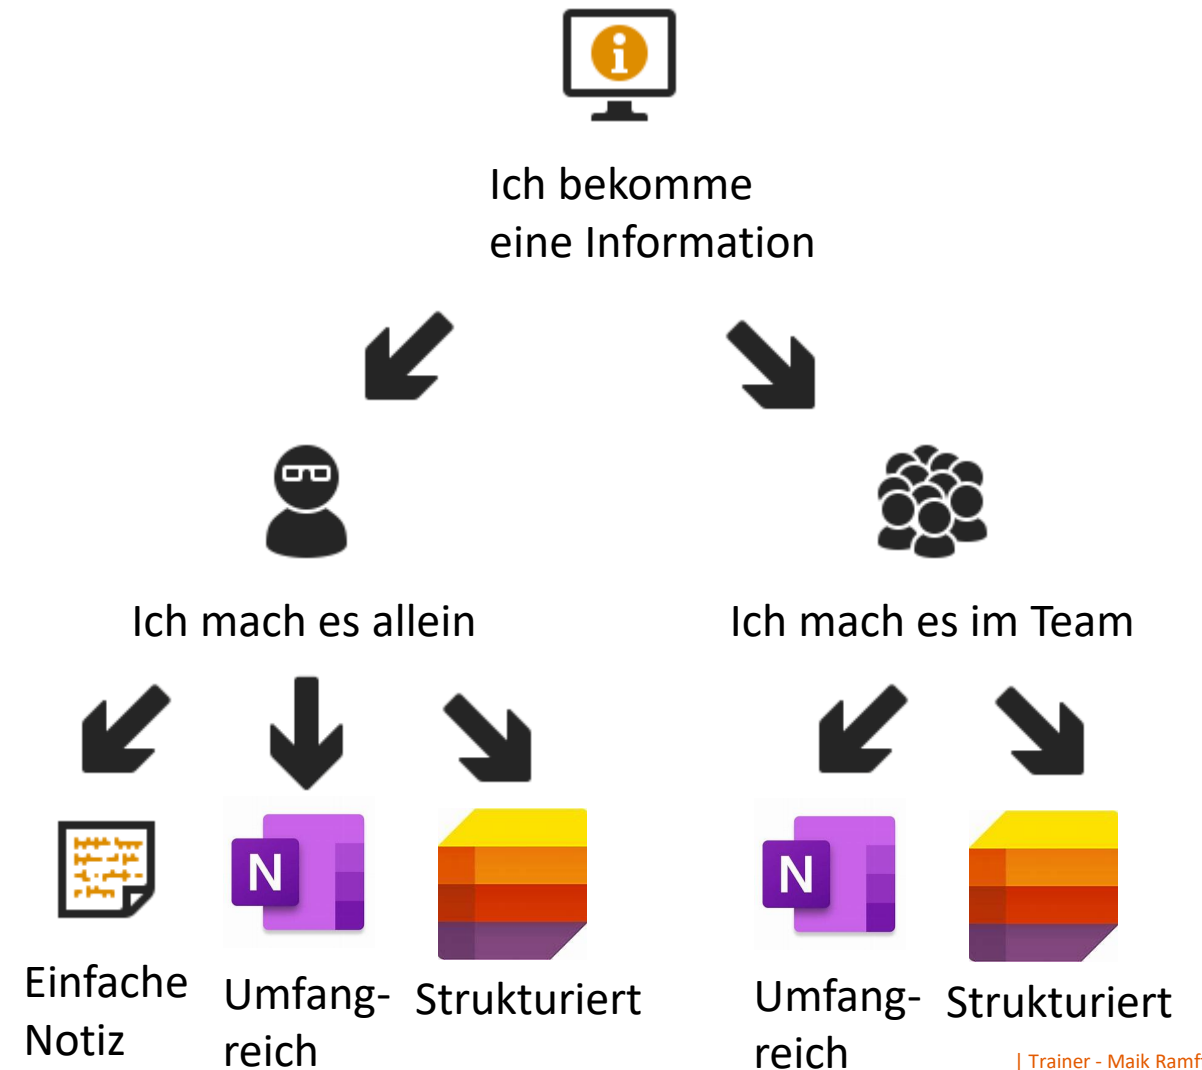 Ich bekomme
eine Information
Ich mach es allein
Ich mach es im Team
N
N
Einfache
Notiz
Umfang-
reich
Strukturiert
Umfang-
reich
Strukturiert
| Trainer - Maik Ramf